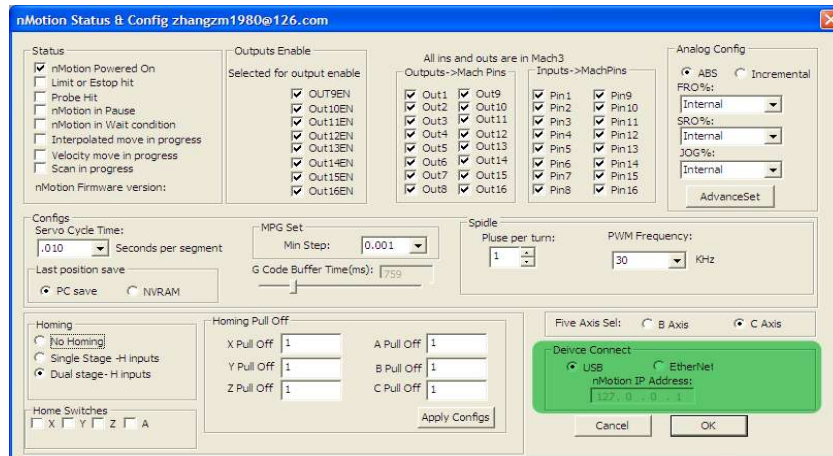 nMotion Status & Config zhangzm1980@126.com
Status
nMotion Powered On
Limit or Estop hit
Probe Hit
nMotion in Pause
nMotion in Wait condition
Interpolated move in progress
Velocity move in progress
Scan in progress
nMotion Firmware version:
Outputs Enable
Selected for output enable
OUT9EN
Out10EN
Out11EN
Out12EN
Out13EN
Out14EN
Out15EN
Out16EN
All ins and outs are in Mach3
Outputs->Mach Pins
Out1 Out9
Out2 Out10
Out3 Out11
Out4 Out12
Out5 Out13
Out6 Out14
Out7 Out15
Out8 Out16
Inputs->MachPins
Pin1 Pin9
Pin2 Pin10
Pin3 Pin11
Pin4 Pin12
Pin5 Pin13
Pin6 Pin14
Pin7 Pin15
Pin8 Pin16
Analog Config
ABS Incremental
FRO%:
Internal
SRO%:
Internal
JOG%:
Internal
AdvanceSet
Configs
Servo Cycle Time:
.010 Seconds per segment
Last position save
PC save NVRAM
MPG Set
Min Step: 0.001
G Code Buffer Time(ms): 759
Spidle
Pluse per turn:
1
PWM Frequency:
30 KHz
Homing
No Homing
Single Stage -H inputs
Dual stage- H inputs
Home Switches
X Y Z A
Homing Pull Off
X Pull Off 1 A Pull Off 1
Y Pull Off 1 B Pull Off 1
Z Pull Off 1 C Pull Off 1
Apply Configs
Five Axis Sel: B Axis C Axis
Deivce Connect
USB EtherNet
nMotion IP Address:
127. 0 . 0 . 1
Cancel OK